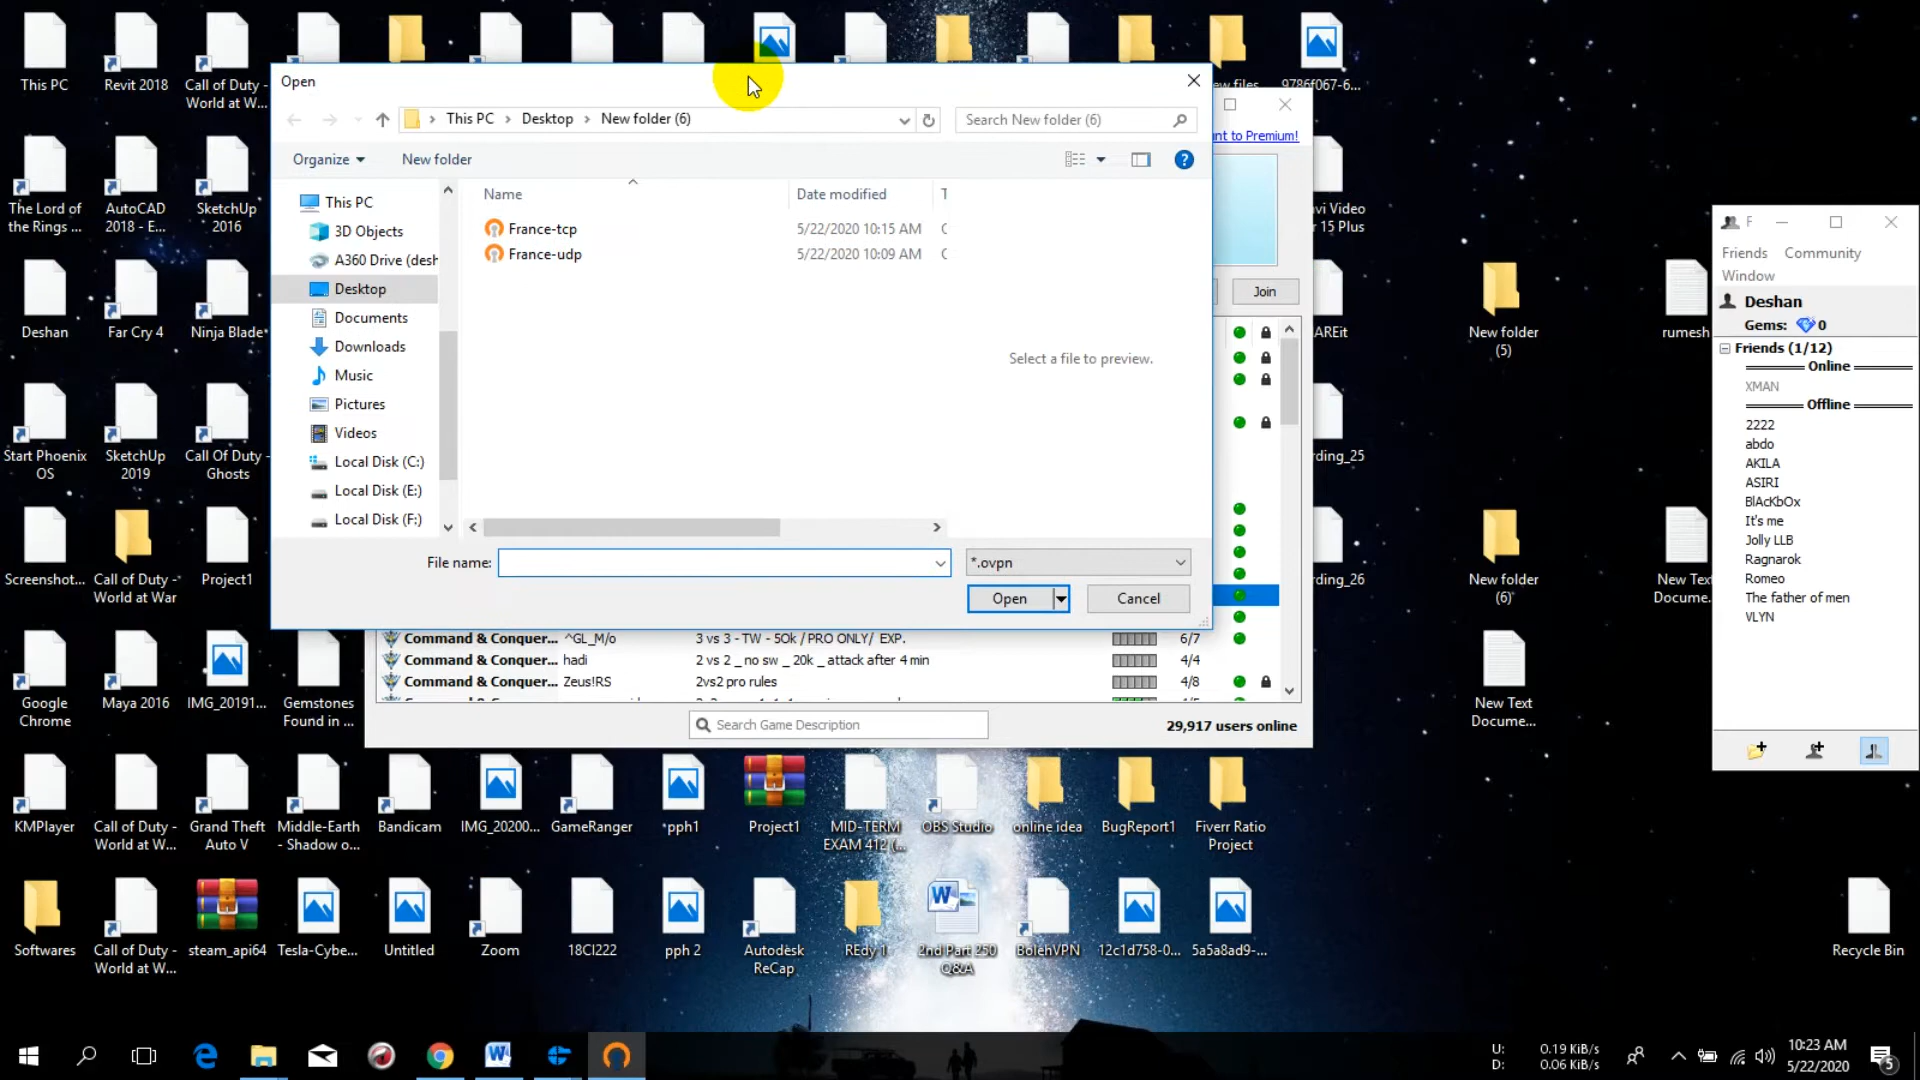 This PC
Revit 2018
Call of Duty -
World at W...
ew files
9786f067-6...
Open
This PC
Desktop
New folder (6)
Search New folder (6)
nt to Premium!
Organize
New folder
This PC
3D Objects
A360 Drive (desh
Desktop
Documents
Downloads
Music
Pictures
Videos
Local Disk (C:)
Local Disk (E:)
Local Disk (F:)
Name
Date modified
T
France-tcp
5/22/2020 10:15 AM
France-udp
5/22/2020 10:09 AM
Select a file to preview.
File name:
*.ovpn
Open
Cancel
Join
Command & Conquer... ^GL_M/o 3 vs 3 - TW - 5Ok / PRO ONLY/ EXP. 6/7
Command & Conquer... hadi 2 vs 2 _ no sw _ 20k _ attack after 4 min 4/4
Command & Conquer... Zeus!RS 2vs2 pro rules 4/8
Search Game Description
29,917 users online
The Lord of
the Rings ...
AutoCAD
2018 - E...
SketchUp
2016
vi Video
r 15 Plus
Deshan
Far Cry 4
Ninja Blade
AREit
New folder
(5)
rumesh
Start Phoenix
OS
SketchUp
2019
Call Of Duty -
Ghosts
rding_25
Screenshot...
Call of Duty -
World at War
Project1
rding_26
New folder
(6)
New Tex
Docume..
Google
Chrome
Maya 2016
IMG_20191...
Gemstones
Found in ...
New Text
Docume...
F
Friends
Community
Window
Deshan
Gems: 0
Friends (1/12)
Online
XMAN
Offline
2222
abdo
AKILA
ASIRI
BlAcKbOx
It's me
Jolly LLB
Ragnarok
Romeo
The father of men
VLYN
KMPlayer
Call of Duty -
World at W...
Grand Theft
Auto V
Middle-Earth
- Shadow o...
Bandicam
IMG_20200...
GameRanger
pph1
Project1
MID-TERM
EXAM 412 (...
OBS Studio
online idea
BugReport1
Fiverr Ratio
Project
Softwares
Call of Duty -
World at W...
steam_api64
Tesla-Cybe...
Untitled
Zoom
18CI222
pph 2
Autodesk
ReCap
REdy 1
2nd Part 250
Q&A
BolehVPN
12c1d758-0...
5a5a8ad9-...
Recycle Bin
U: 0.19 KiB/s
D: 0.06 KiB/s
10:23 AM
5/22/2020
5